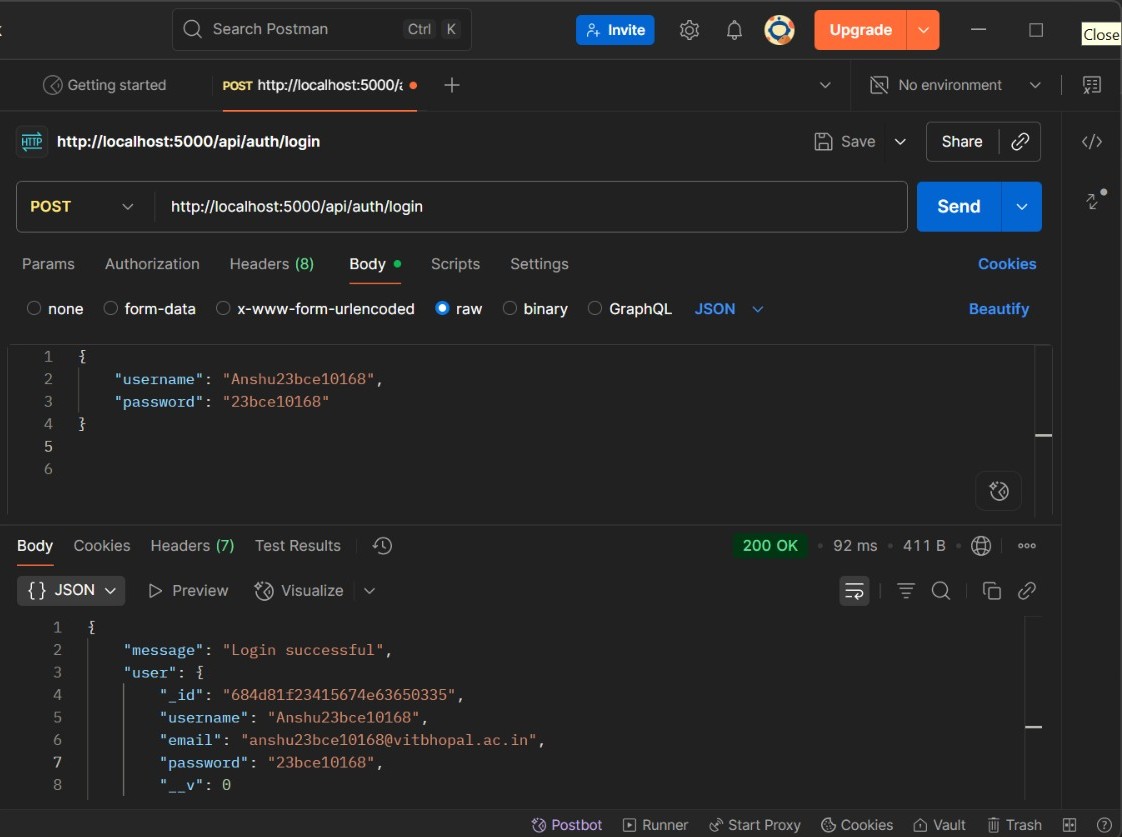 Search Postman Ctrl K Invite Upgrade Close
Getting started POST http://localhost:5000/a No environment
HTTP http://localhost:5000/api/auth/login Save Share
POST http://localhost:5000/api/auth/login Send
Params Authorization Headers (8) Body Scripts Settings Cookies
none form-data x-www-form-urlencoded raw binary GraphQL JSON Beautify
1 {
2 "username": "Anshu23bce10168",
3 "password": "23bce10168"
4 }
5
6
Body Cookies Headers (7) Test Results 200 OK • 92 ms • 411 B •
{} JSON Preview Visualize
1 {
2 "message": "Login successful",
3 "user": {
4 "_id": "684d81f23415674e63650335",
5 "username": "Anshu23bce10168",
6 "email": "anshu23bce10168@vitbhopal.ac.in",
7 "password": "23bce10168",
8 "__v": 0
Postbot Runner Start Proxy Cookies Vault Trash